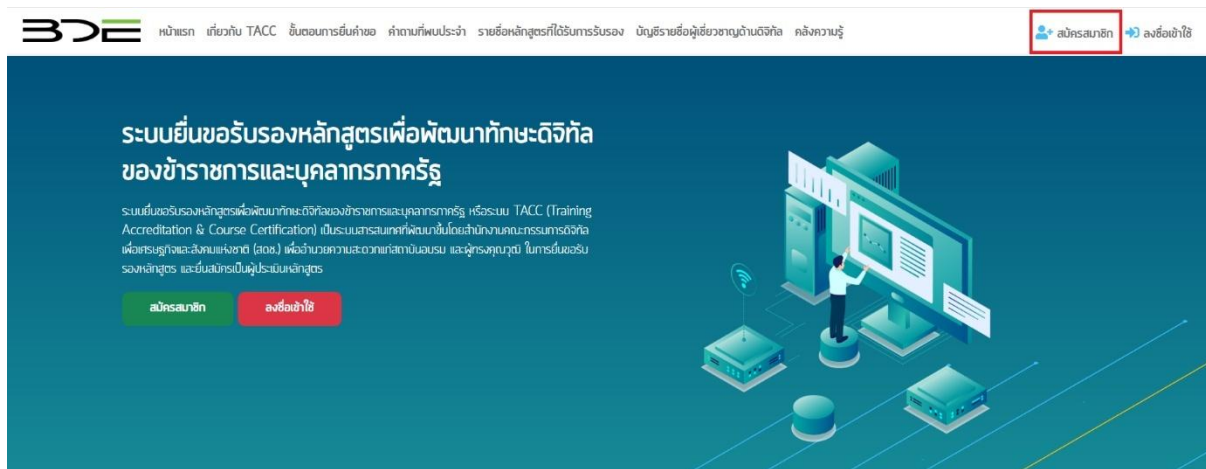 BDE หน้าแรก เกี่ยวกับ TACC ขั้นตอนการยื่นคำขอ คำถามที่พบประจำ รายชื่อหลักสูตรที่ได้รับการรับรอง บัญชีรายชื่อผู้เชี่ยวชาญด้านดิจิทัล คลังความรู้ สมัครสมาชิก ลงชื่อเข้าใช้
ระบบยื่นขอรับรองหลักสูตรเพื่อพัฒนาทักษะดิจิทัล
ของข้าราชการและบุคลากรภาครัฐ
ระบบยื่นขอรับรองหลักสูตรเพื่อพัฒนาทักษะดิจิทัลของข้าราชการและบุคลากรภาครัฐ หรือระบบ TACC (Training
Accreditation & Course Certification) เป็นระบบสารสนเทศที่พัฒนาขึ้นโดยสำนักงานคณะกรรมการดิจิทัล
เพื่อเศรษฐกิจและสังคมแห่งชาติ (สดช.) เพื่ออำนวยความสะดวกแก่สถาบันอบรม และผู้ทรงคุณวุฒิ ในการยื่นขอรับ
รองหลักสูตร และยื่นสมัครเป็นผู้ประเมินหลักสูตร
สมัครสมาชิก ลงชื่อเข้าใช้